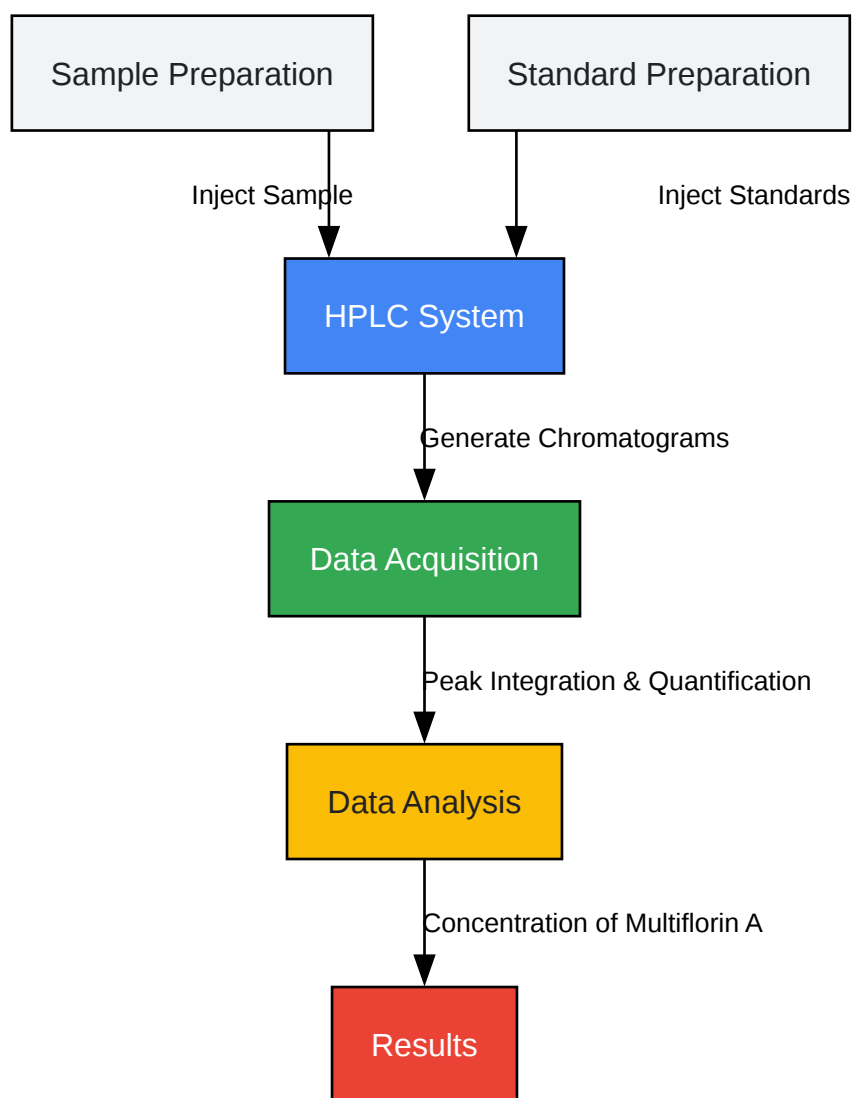 Sample Preparation
Standard Preparation
Inject Sample
Inject Standards
HPLC System
Generate Chromatograms
Data Acquisition
Peak Integration & Quantification
Data Analysis
Concentration of Multiflorin A
Results